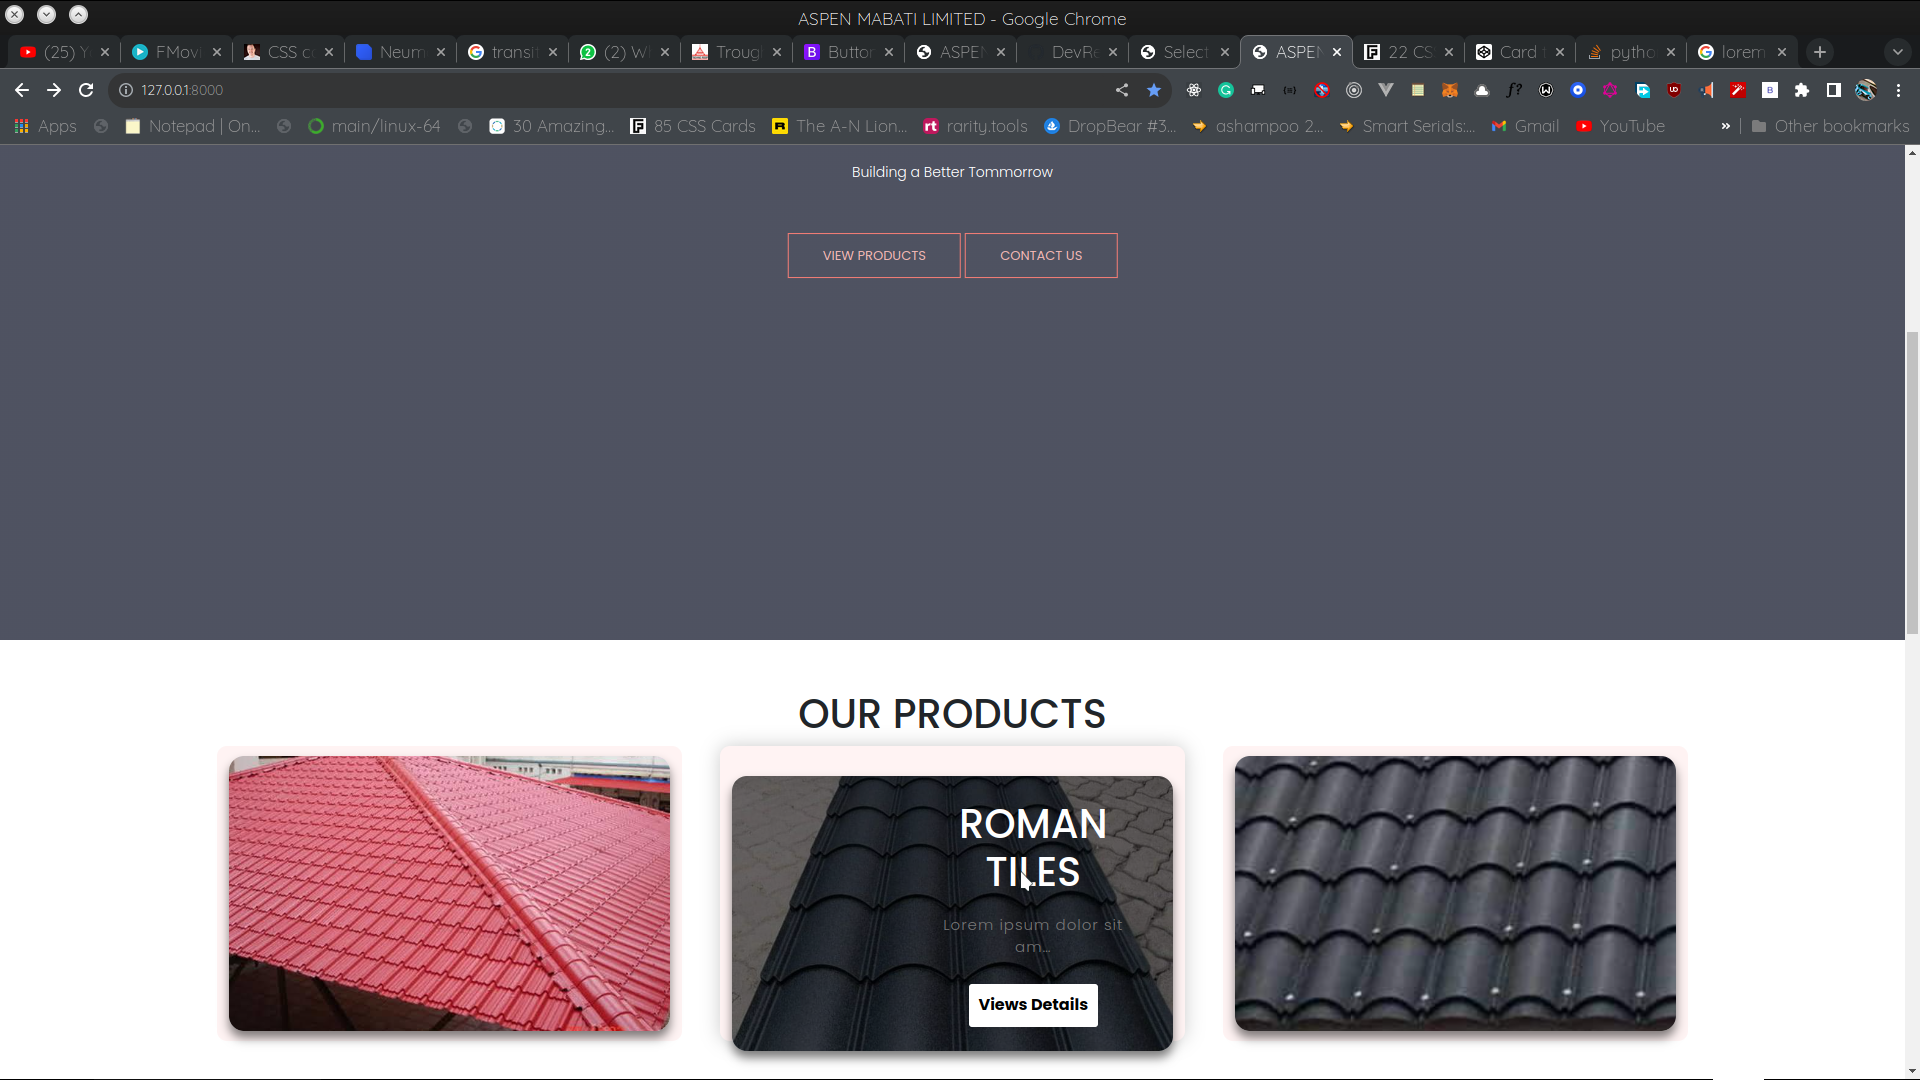 ASPEN MABATI LIMITED - Google Chrome
(25) Y
FMovi
CSS c
Neum
transit
(2) W
Troug
Butto
ASPE
DevRe
Select
ASPEN
22 CS
Card
pytho
lorem
127.0.0.1:8000
Apps
Notepad | On...
main/linux-64
30 Amazing...
85 CSS Cards
The A-N Lion...
rarity.tools
DropBear #3...
ashampoo 2...
Smart Serials:...
Gmail
YouTube
»
Other bookmarks
Building a Better Tommorrow
VIEW PRODUCTS
CONTACT US
OUR PRODUCTS
ROMAN
TILES
Lorem ipsum dolor sit
am...
Views Details